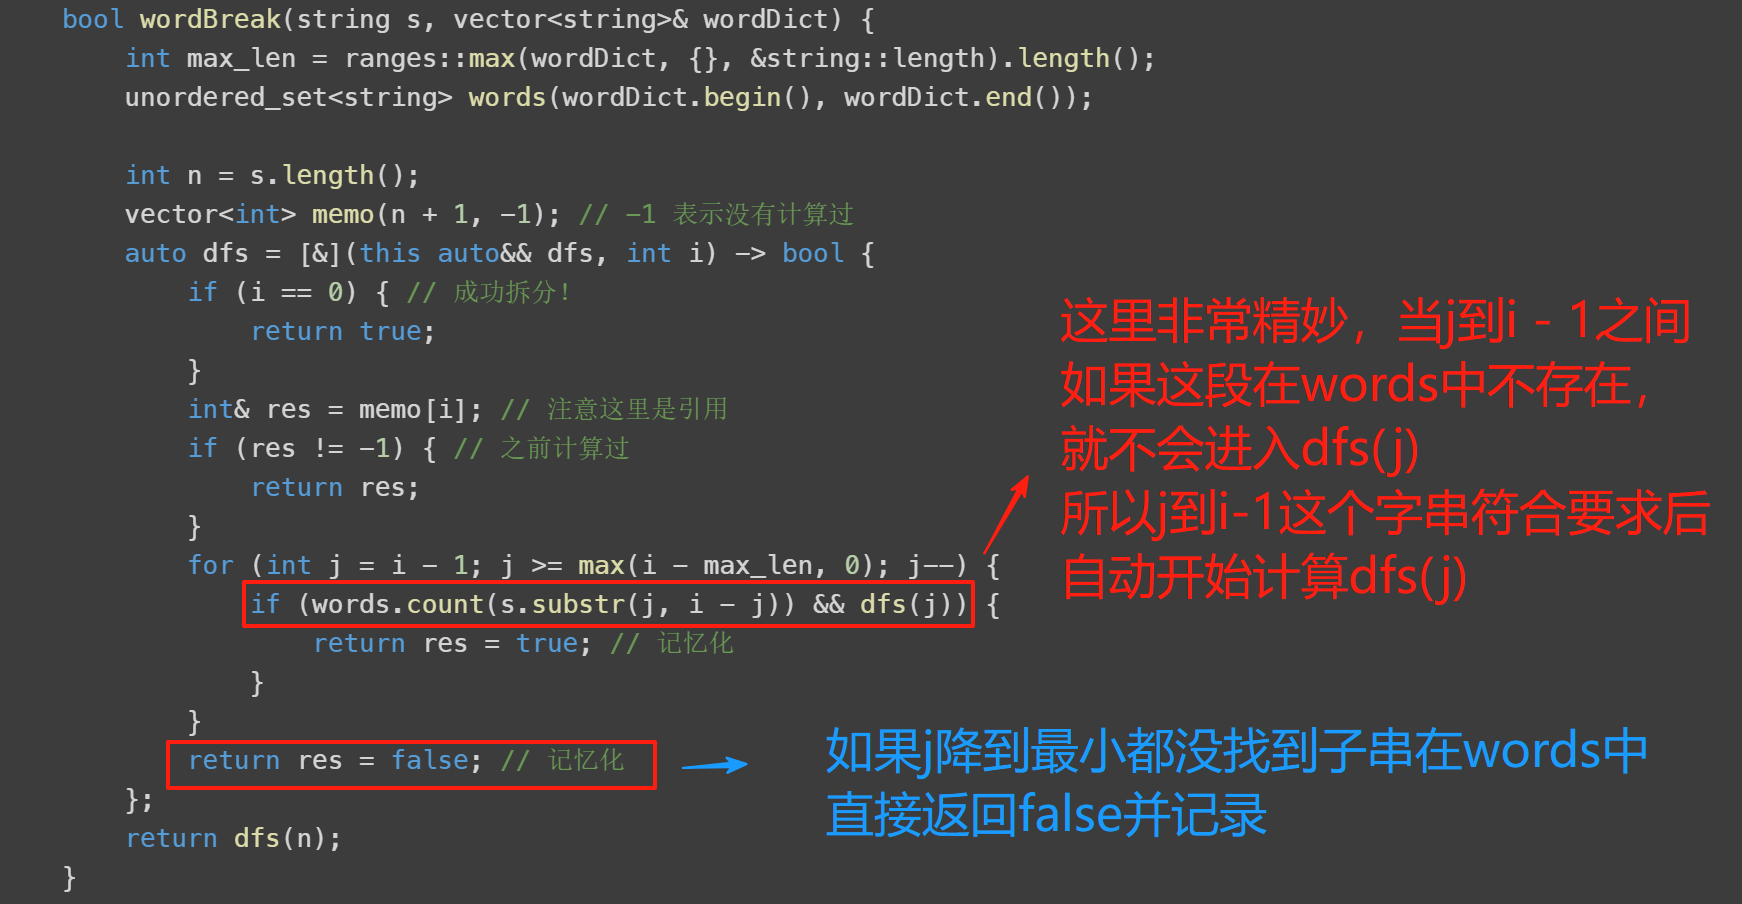 bool wordBreak(string s, vector<string>& wordDict) {
int max_len = ranges::max(wordDict, {}, &string::length).length();
unordered_set<string> words(wordDict.begin(), wordDict.end());
int n = s.length();
vector<int> memo(n + 1, -1); // -1 表示没有计算过
auto dfs = [&](this auto&& dfs, int i) -> bool {
if (i == 0) { // 成功拆分！
return true;
}
int& res = memo[i]; // 注意这里是引用
if (res != -1) { // 之前计算过
return res;
}
for (int j = i - 1; j >= max(i - max_len, 0); j--) {
if (words.count(s.substr(j, i - j)) && dfs(j)) {
return res = true; // 记忆化
}
}
return res = false; // 记忆化
};
return dfs(n);
}
这里非常精妙，当j到i - 1之间
如果这段在words中不存在，
就不会进入dfs(j)
所以j到i-1这个字串符合要求后
自动开始计算dfs(j)
如果j降到最小都没找到子串在words中
直接返回false并记录